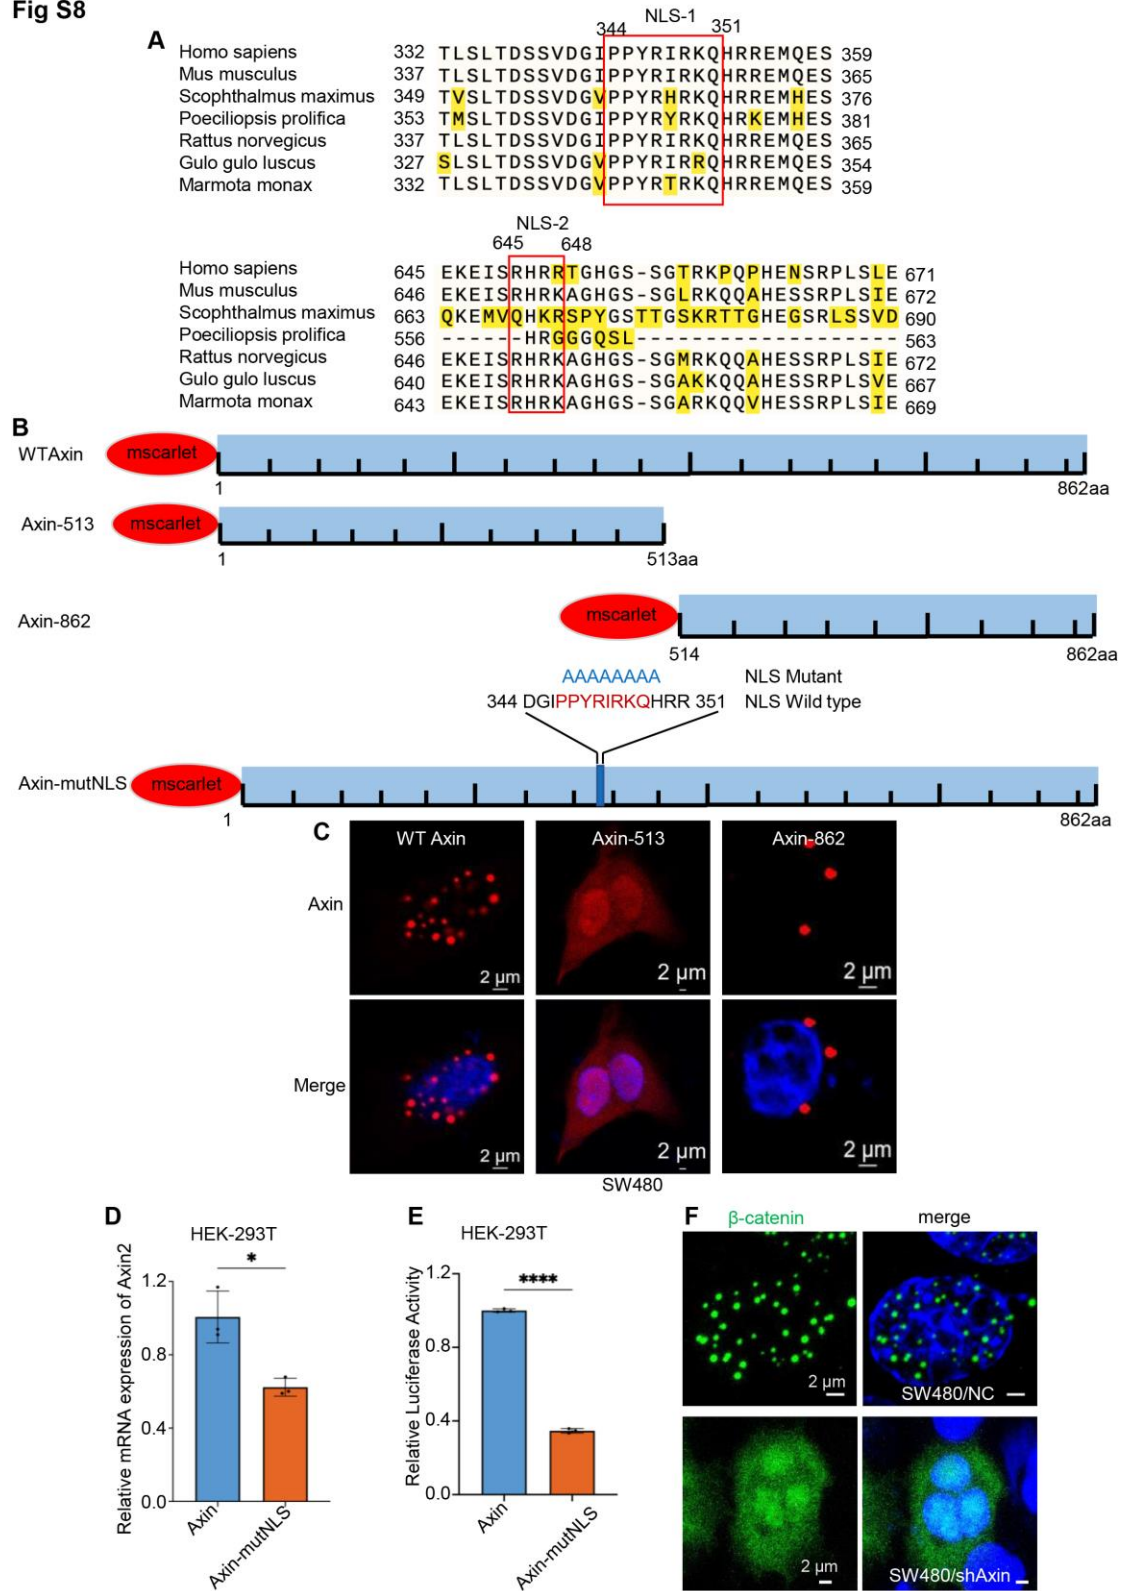 Fig S8
A
NLS-1
344 351
Homo sapiens 332 TLSLTDSSVDGIPPYRIRKQHRREMQES 359
Mus musculus 337 TLSLTDSSVDGIPPYRIRKQHRREMQES 365
Scophthalmus maximus 349 TVSLTDSSVDGVPPYRHRKQHRREMHES 376
Poeciliopsis prolifica 353 TMSLTDSSVDGIPPYRYRKQHRKEMHES 381
Rattus norvegicus 337 TLSLTDSSVDGIPPYRIRKQHRREMQES 365
Gulo gulo luscus 327 SLSLTDSSVDGVPPYRIRRQHRREMQES 354
Marmota monax 332 TLSLTDSSVDGVPPYRTRKQHRREMQES 359
NLS-2
645 648
Homo sapiens 645 EKEISRHRRTGHGS-SGTRKPQPHENSRPLSLE 671
Mus musculus 646 EKEISRHRKAGHGS-SGLRKQQAHESSRPLSIE 672
Scophthalmus maximus 663 QKEMVQHKRSPYGSTTGSKRTTGHEGSRLSSVD 690
Poeciliopsis prolifica 556 ------HRGGGQSL---------------- 563
Rattus norvegicus 646 EKEISRHRKAGHGS-SGMRKQQAHESSRPLSIE 672
Gulo gulo luscus 640 EKEISRHRKAGHGS-SGAKKQQAHESSRPLSVE 667
Marmota monax 643 EKEISRHRKAGHGS-SGARKQQVHESSRPLSIE 669
B
WTAxin mscarlet
1 862aa
Axin-513 mscarlet
1 513aa
Axin-862 mscarlet
514 862aa
AAAAAAAA NLS Mutant
344 DGIPPYRIRKQHRR 351 NLS Wild type
Axin-mutNLS mscarlet
1 862aa
C
WT Axin Axin-513 Axin-862
Axin
2 µm 2 µm 2 µm
Merge
2 µm 2 µm 2 µm
SW480
D
HEK-293T
*
Relative mRNA expression of Axin2
1.2
0.8
0.4
0.0
Axin
Axin-mutNLS
E
HEK-293T
****
Relative Luciferase Activity
1.2
0.8
0.4
0.0
Axin
Axin-mutNLS
F
β-catenin merge
2 µm
SW480/NC
2 µm
SW480/shAxin